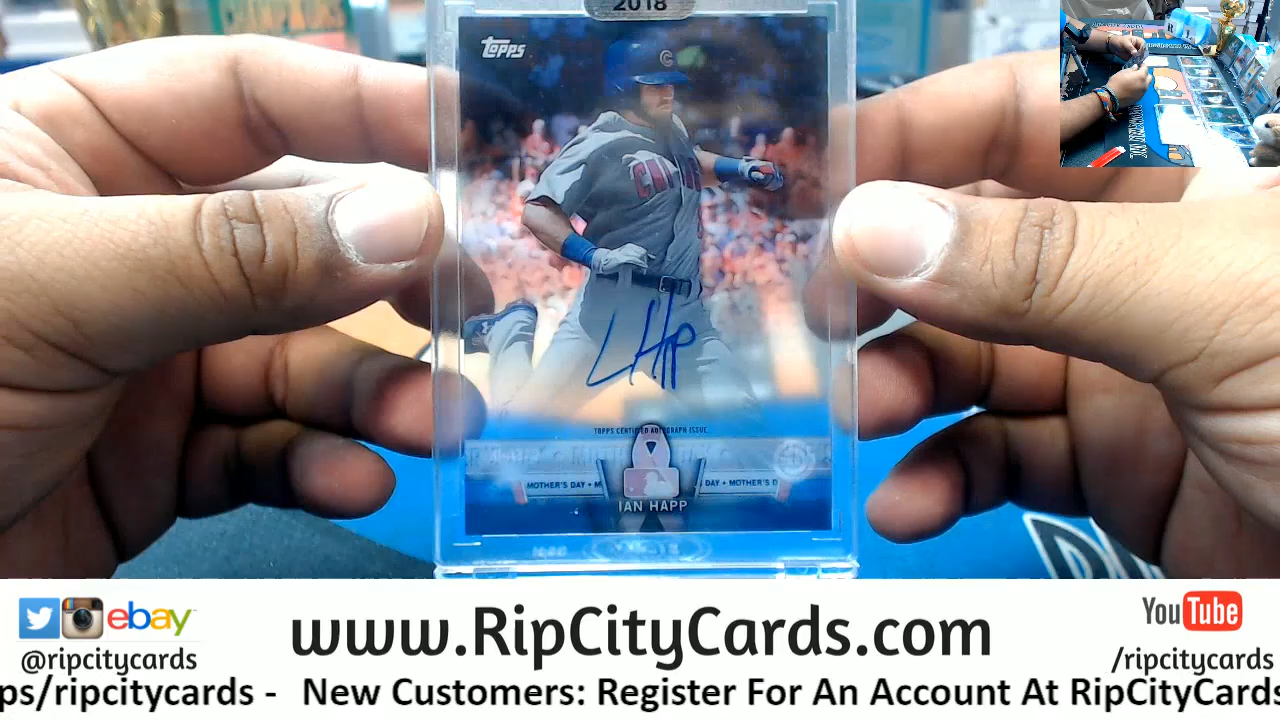 2018
Topps
C
TOPPS CERTIFIED AUTOGRAPH ISSUE
MOTHER'S DAY • M
DAY • MOTHER'S D
IAN HAPP
ebay
www.RipCityCards.com
YouTube
@ripcitycards
/ripcitycards
ps/ripcitycards - New Customers: Register For An Account At RipCityCards